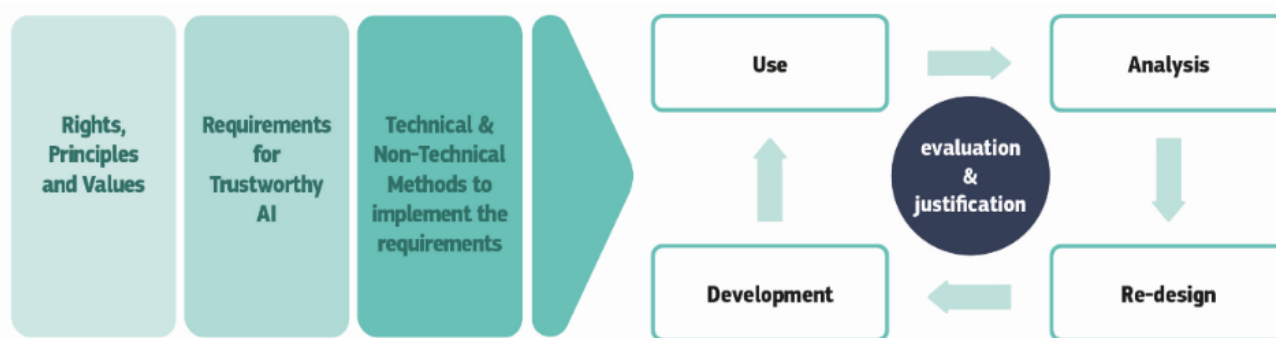 Rights,
Principles
and Values
Requirements
for
Trustworthy
AI
Technical &
Non-Technical
Methods to
implement the
requirements
Use
Analysis
evaluation
&
justification
Development
Re-design